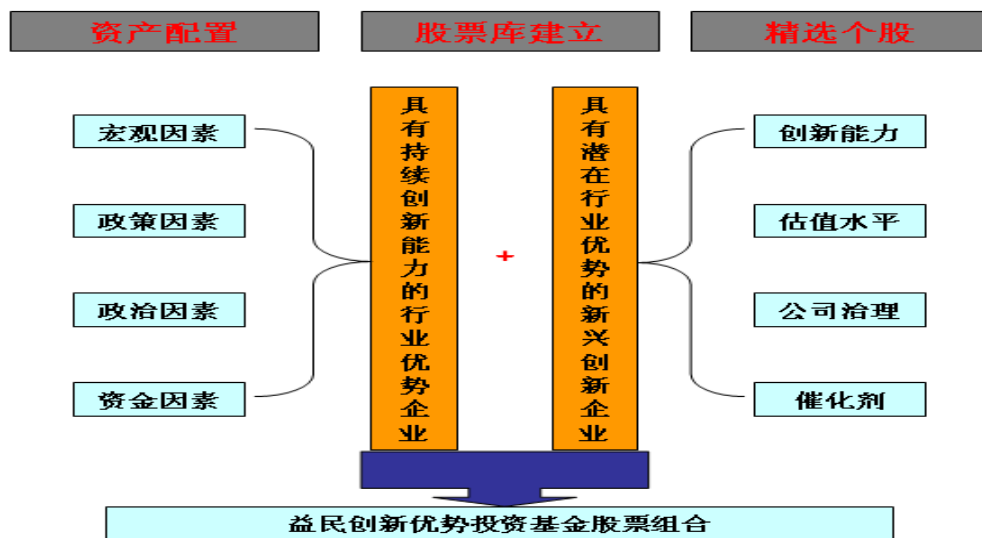 资产配置
股票库建立
精选个股
宏观因素
政策因素
政治因素
资金因素
具有持续创新能力的行业优势企业
+
具有潜在行业优势的新兴创新企业
创新能力
估值水平
公司治理
催化剂
益民创新优势投资基金股票组合